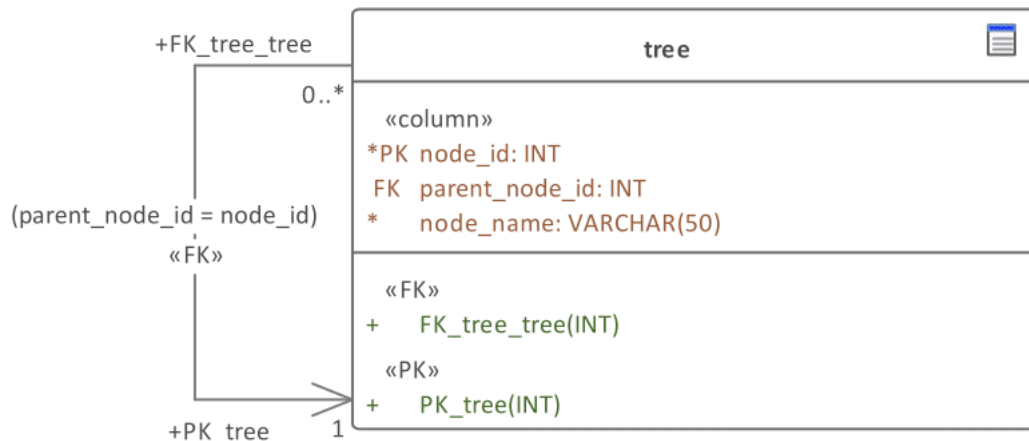 +FK_tree_tree
tree
0..*
«column»
*PK node_id: INT
FK parent_node_id: INT
* node_name: VARCHAR(50)
(parent_node_id = node_id)
«FK»
«FK»
+ FK_tree_tree(INT)
«PK»
+ PK_tree(INT)
+PK_tree
1